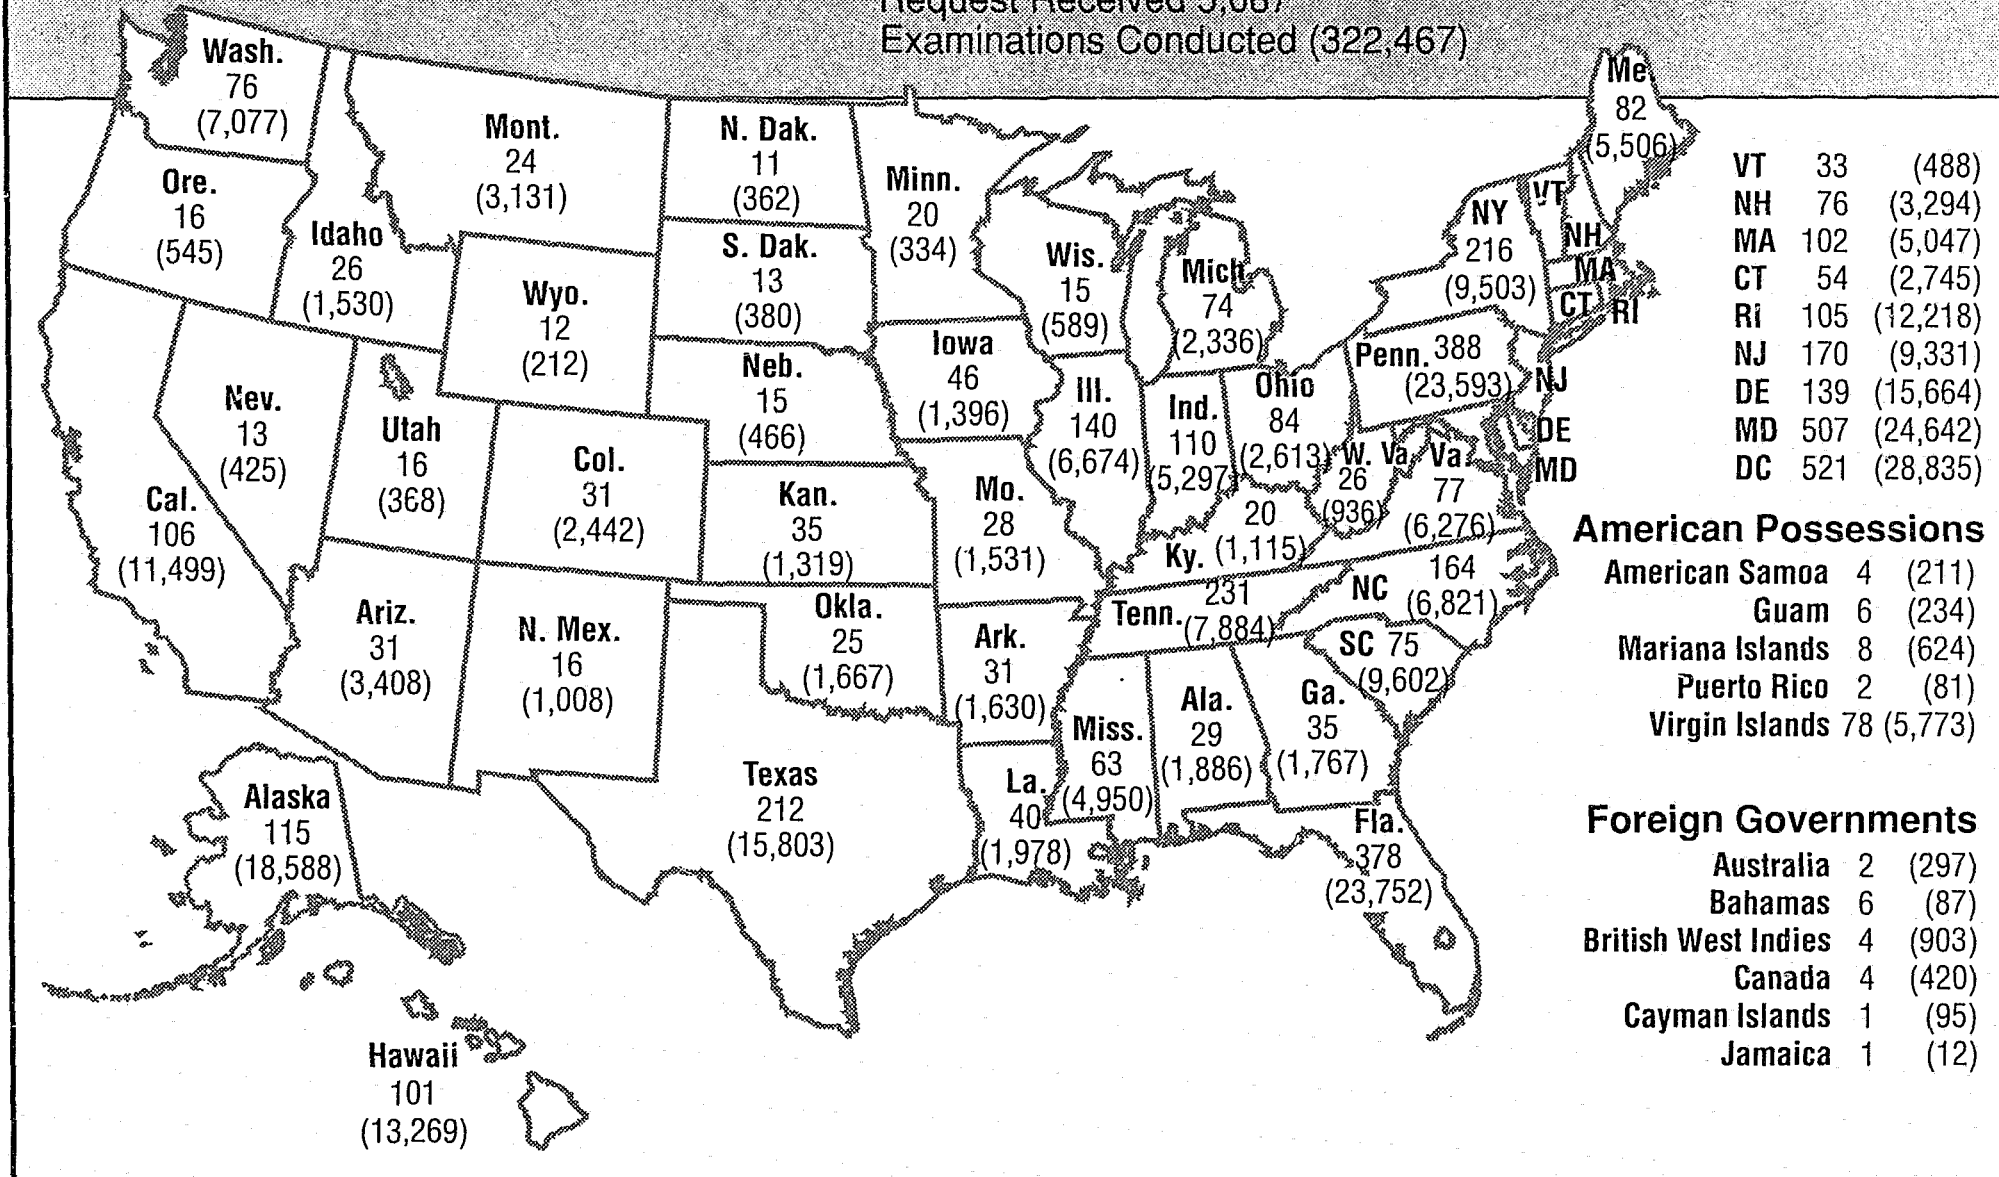 Request Received 5,087
Examinations Conducted (322,467)
Wash.
76
(7,077)
Ore.
16
(545)
Idaho
26
(1,530)
Mont.
24
(3,131)
N. Dak.
11
(362)
Minn.
20
(334)
S. Dak.
13
(380)
Wyo.
12
(212)
Wis.
15
(589)
Mich.
74
(2,336)
Me
82
(5,506)
NY
216
(9,503)
VT
NH
MA
CT
RI
Iowa
46
(1,396)
Neb.
15
(466)
Nev.
13
(425)
Utah
16
(368)
Col.
31
(2,442)
Cal.
106
(11,499)
Kan.
35
(1,319)
Mo.
28
(1,531)
Ill.
140
(6,674)
Ind.
110
(5,297)
Ohio
84
(2,613)
Penn. 388
(23,593)
NJ
DE
MD
W. Va.
26
(936)
Va.
77
(6,276)
20
Ky. (1,115)
231
Tenn. (7,884)
164
NC (6,821)
SC 75
(9,602)
Ariz.
31
(3,408)
N. Mex.
16
(1,008)
Okla.
25
(1,667)
Ark.
31
(1,630)
Texas
212
(15,803)
La.
40
(1,978)
Miss.
63
(4,950)
Ala.
29
(1,886)
Ga.
35
(1,767)
Fla.
378
(23,752)
Alaska
115
(18,588)
Hawaii
101
(13,269)
VT 33 (488)
NH 76 (3,294)
MA 102 (5,047)
CT 54 (2,745)
Ri 105 (12,218)
NJ 170 (9,331)
DE 139 (15,664)
MD 507 (24,642)
DC 521 (28,835)
American Possessions
American Samoa 4 (211)
Guam 6 (234)
Mariana Islands 8 (624)
Puerto Rico 2 (81)
Virgin Islands 78 (5,773)
Foreign Governments
Australia 2 (297)
Bahamas 6 (87)
British West Indies 4 (903)
Canada 4 (420)
Cayman Islands 1 (95)
Jamaica 1 (12)